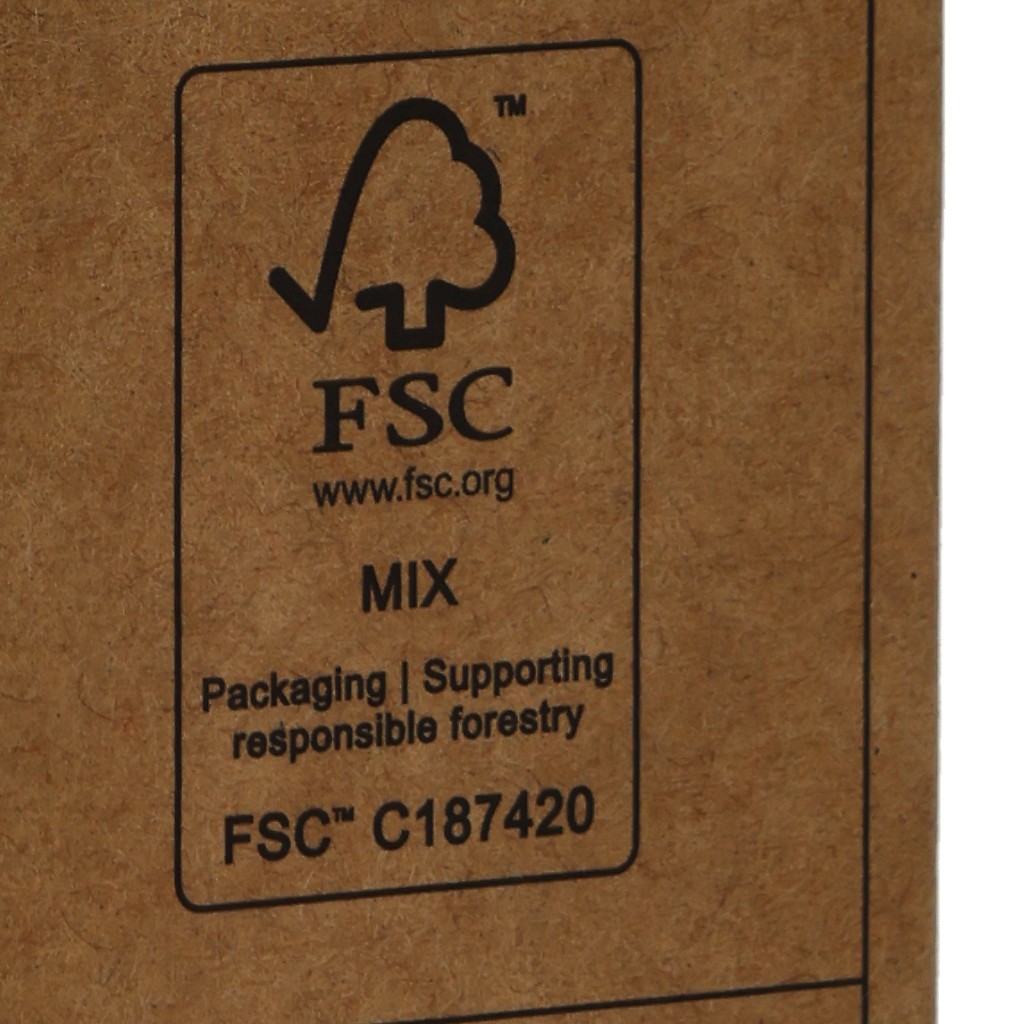 TM
FSC
www.fsc.org
MIX
Packaging | Supporting
responsible forestry
FSC™ C187420